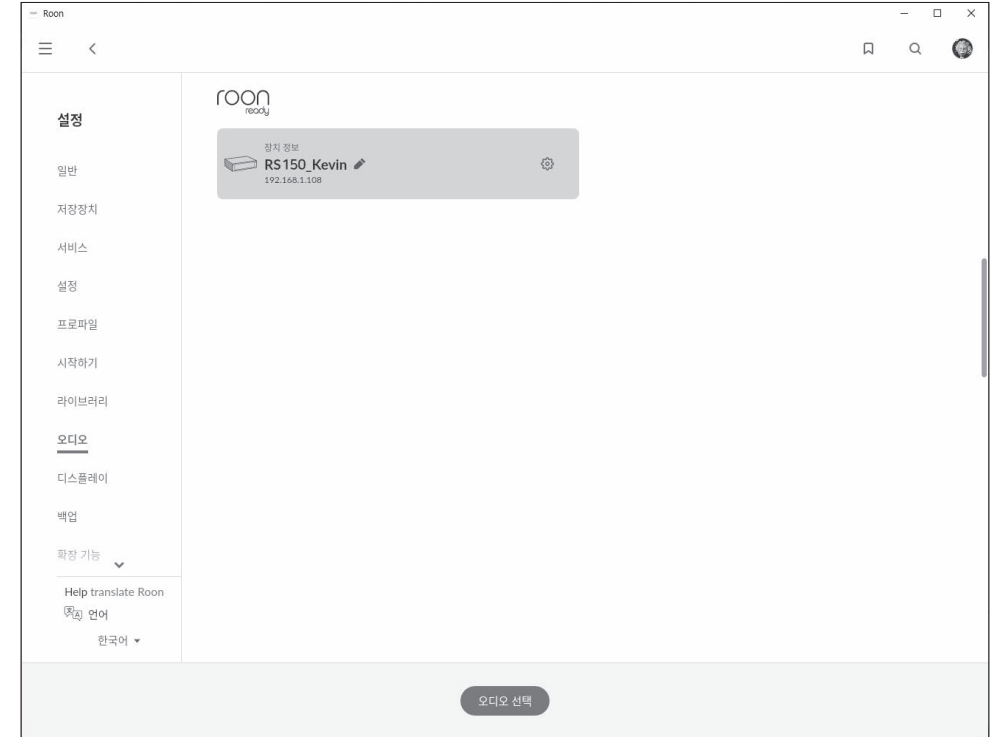 Roon
설정
일반
저장장치
서비스
설정
프로파일
시작하기
라이브러리
오디오
디스플레이
백업
확장 기능
Help translate Roon
언어
한국어
roon
ready
장치 정보
RS150_Kevin
192.168.1.108
오디오 선택